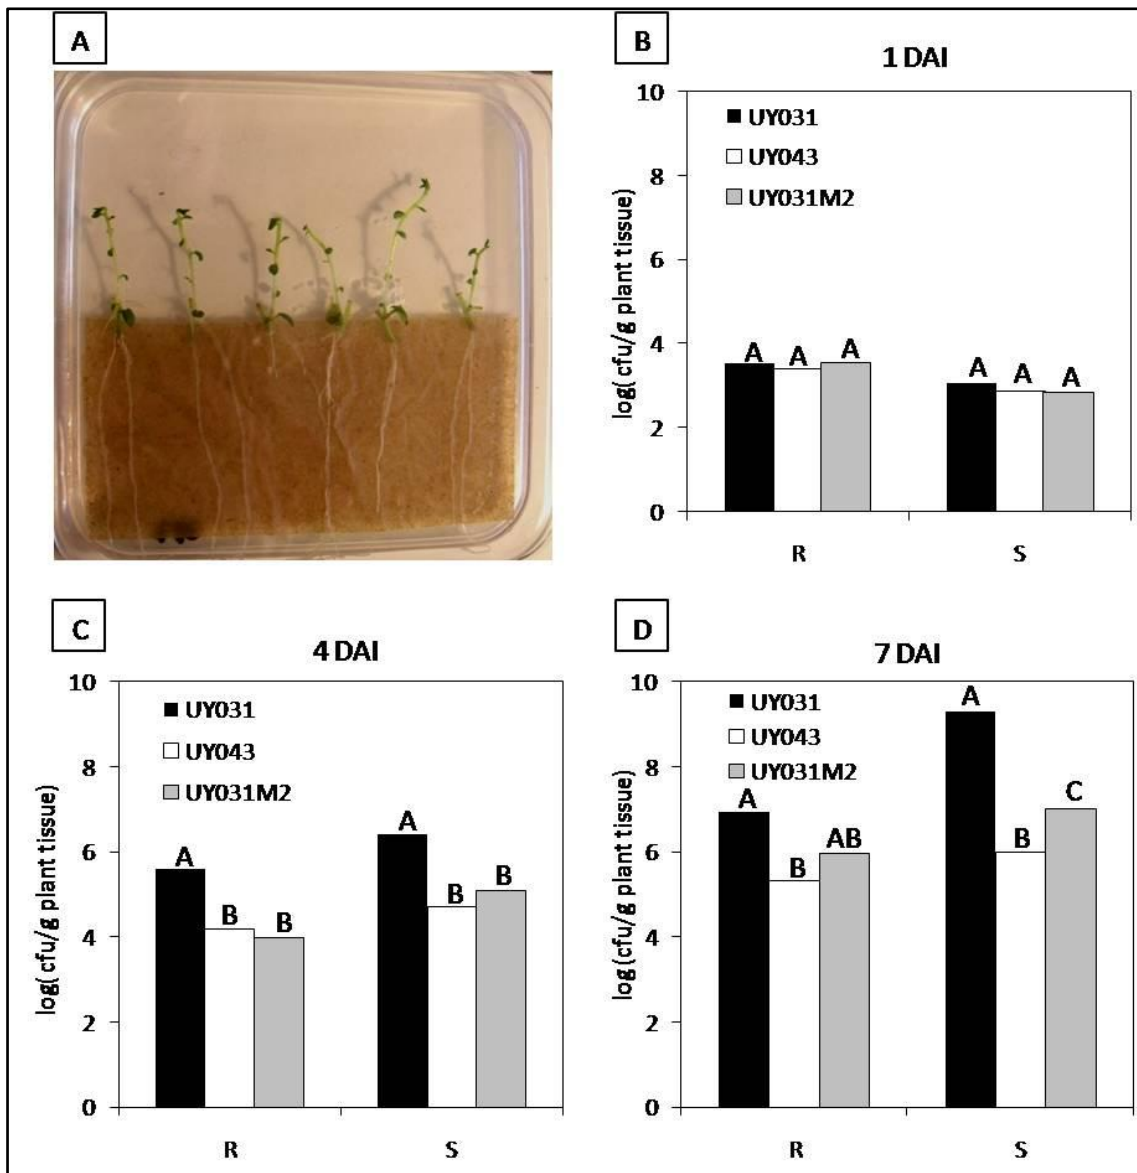 A
B
1 DAI
10
8
6
4
2
0
log( cfu/g plant tissue)
UY031
UY043
UY031M2
A
A
A
A
A
A
R
S
C
4 DAI
10
8
6
4
2
0
log( cfu/g plant tissue)
UY031
UY043
UY031M2
A
B
B
A
B
B
R
S
D
7 DAI
10
8
6
4
2
0
log( cfu/g plant tissue)
UY031
UY043
UY031M2
A
B
AB
A
B
C
R
S